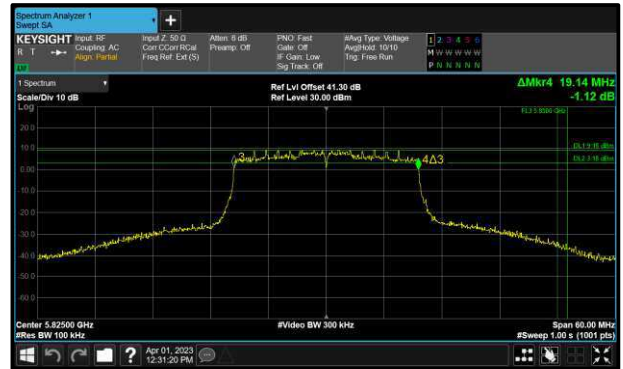 Spectrum Analyzer 1
Swept SA
+
KEYSIGHT
R T
Input: RF
Coupling: AC
Align: Partial
Input Z: 50 Ω
Corr CCorr RCal
Freq Ref: Ext (S)
Atten: 6 dB
Preamp: Off
PNO: Fast
Gate: Off
IF Gain: Low
Sig Track: Off
#Avg Type: Voltage
Avg|Hold: 10/10
Trig: Free Run
1 2 3 4 5 6
M W W W W W
P N N N N N
1 Spectrum
Scale/Div 10 dB
Log
Ref Lvl Offset 41.30 dB
Ref Level 30.00 dBm
ΔMkr4 19.14 MHz
-1.12 dB
20.0
10.0
0.00
-10.0
-20.0
-30.0
-40.0
-50.0
-60.0
3
4Δ3
Center 5.82500 GHz
#Res BW 100 kHz
#Video BW 300 kHz
Span 60.00 MHz
#Sweep 1.00 s (1001 pts)
?
Apr 01, 2023
12:31:20 PM